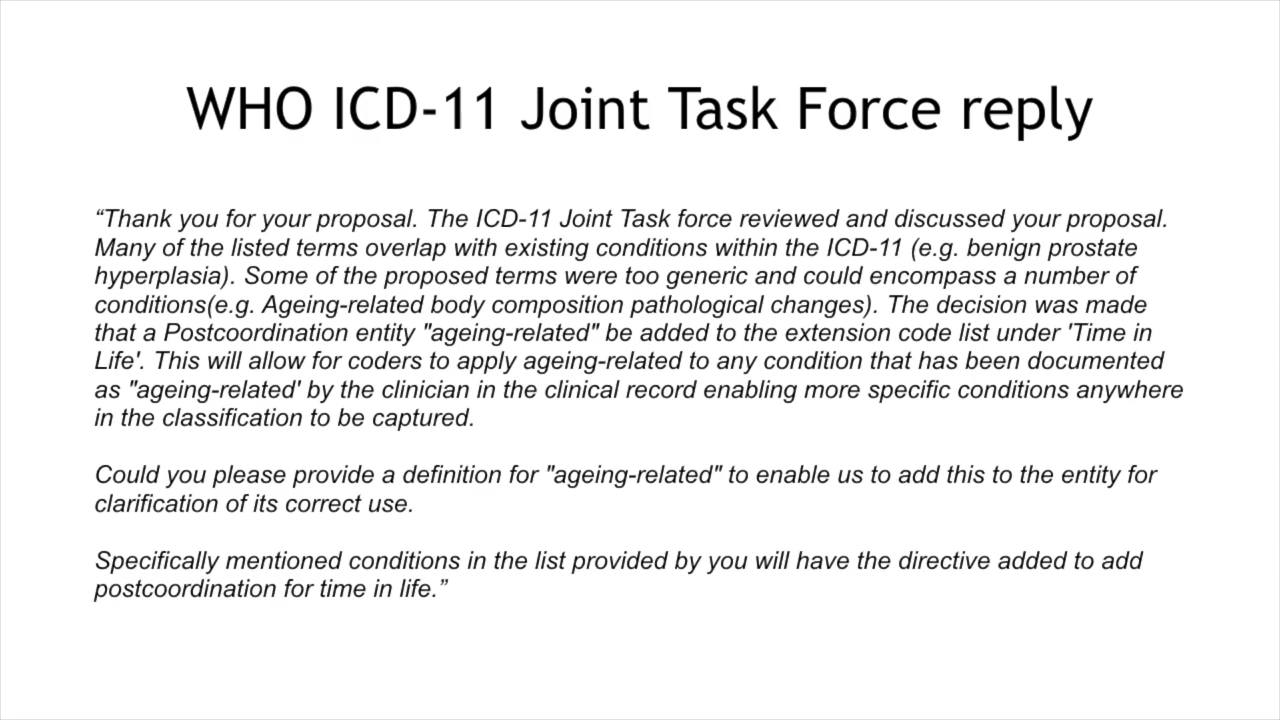 WHO ICD-11 Joint Task Force reply
“Thank you for your proposal. The ICD-11 Joint Task force reviewed and discussed your proposal.
Many of the listed terms overlap with existing conditions within the ICD-11 (e.g. benign prostate
hyperplasia). Some of the proposed terms were too generic and could encompass a number of
conditions(e.g. Ageing-related body composition pathological changes). The decision was made
that a Postcoordination entity "ageing-related" be added to the extension code list under 'Time in
Life'. This will allow for coders to apply ageing-related to any condition that has been documented
as "ageing-related' by the clinician in the clinical record enabling more specific conditions anywhere
in the classification to be captured.
Could you please provide a definition for "ageing-related" to enable us to add this to the entity for
clarification of its correct use.
Specifically mentioned conditions in the list provided by you will have the directive added to add
postcoordination for time in life.”